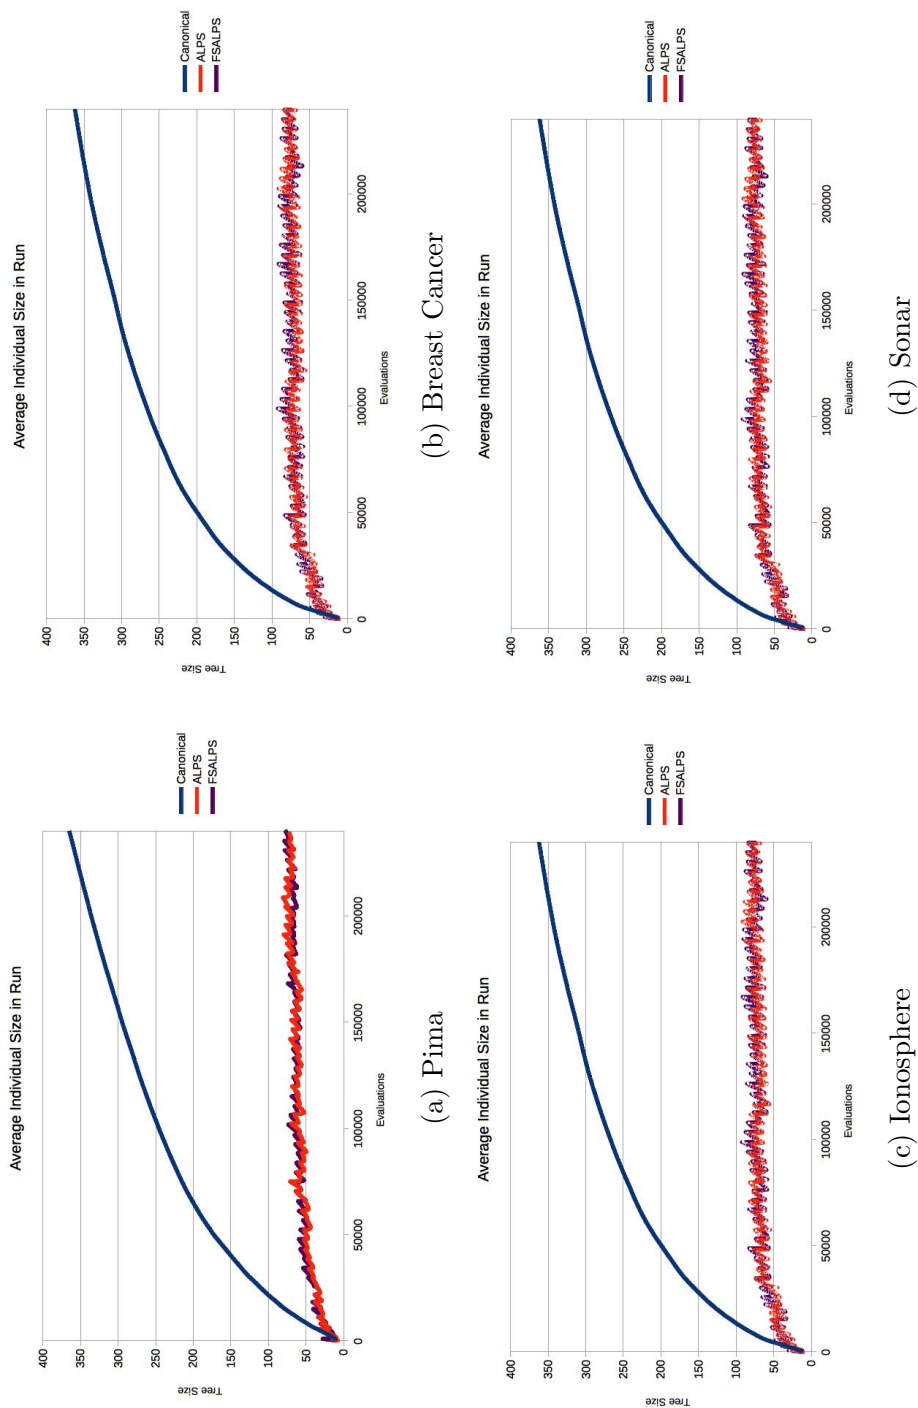 Average Individual Size in Run
400
350
300
250
200
150
100
50
0
Tree Size
0
50000
100000
150000
200000
Evaluations
Canonical
ALPS
FSALPS
(a) Pima
Average Individual Size in Run
400
350
300
250
200
150
100
50
0
Tree Size
0
50000
100000
150000
200000
Evaluations
Canonical
ALPS
FSALPS
(b) Breast Cancer
Average Individual Size in Run
400
350
300
250
200
150
100
50
0
Tree Size
0
50000
100000
150000
200000
Evaluations
Canonical
ALPS
FSALPS
(c) Ionosphere
Average Individual Size in Run
400
350
300
250
200
150
100
50
0
Tree Size
0
50000
100000
150000
200000
Evaluations
Canonical
ALPS
FSALPS
(d) Sonar